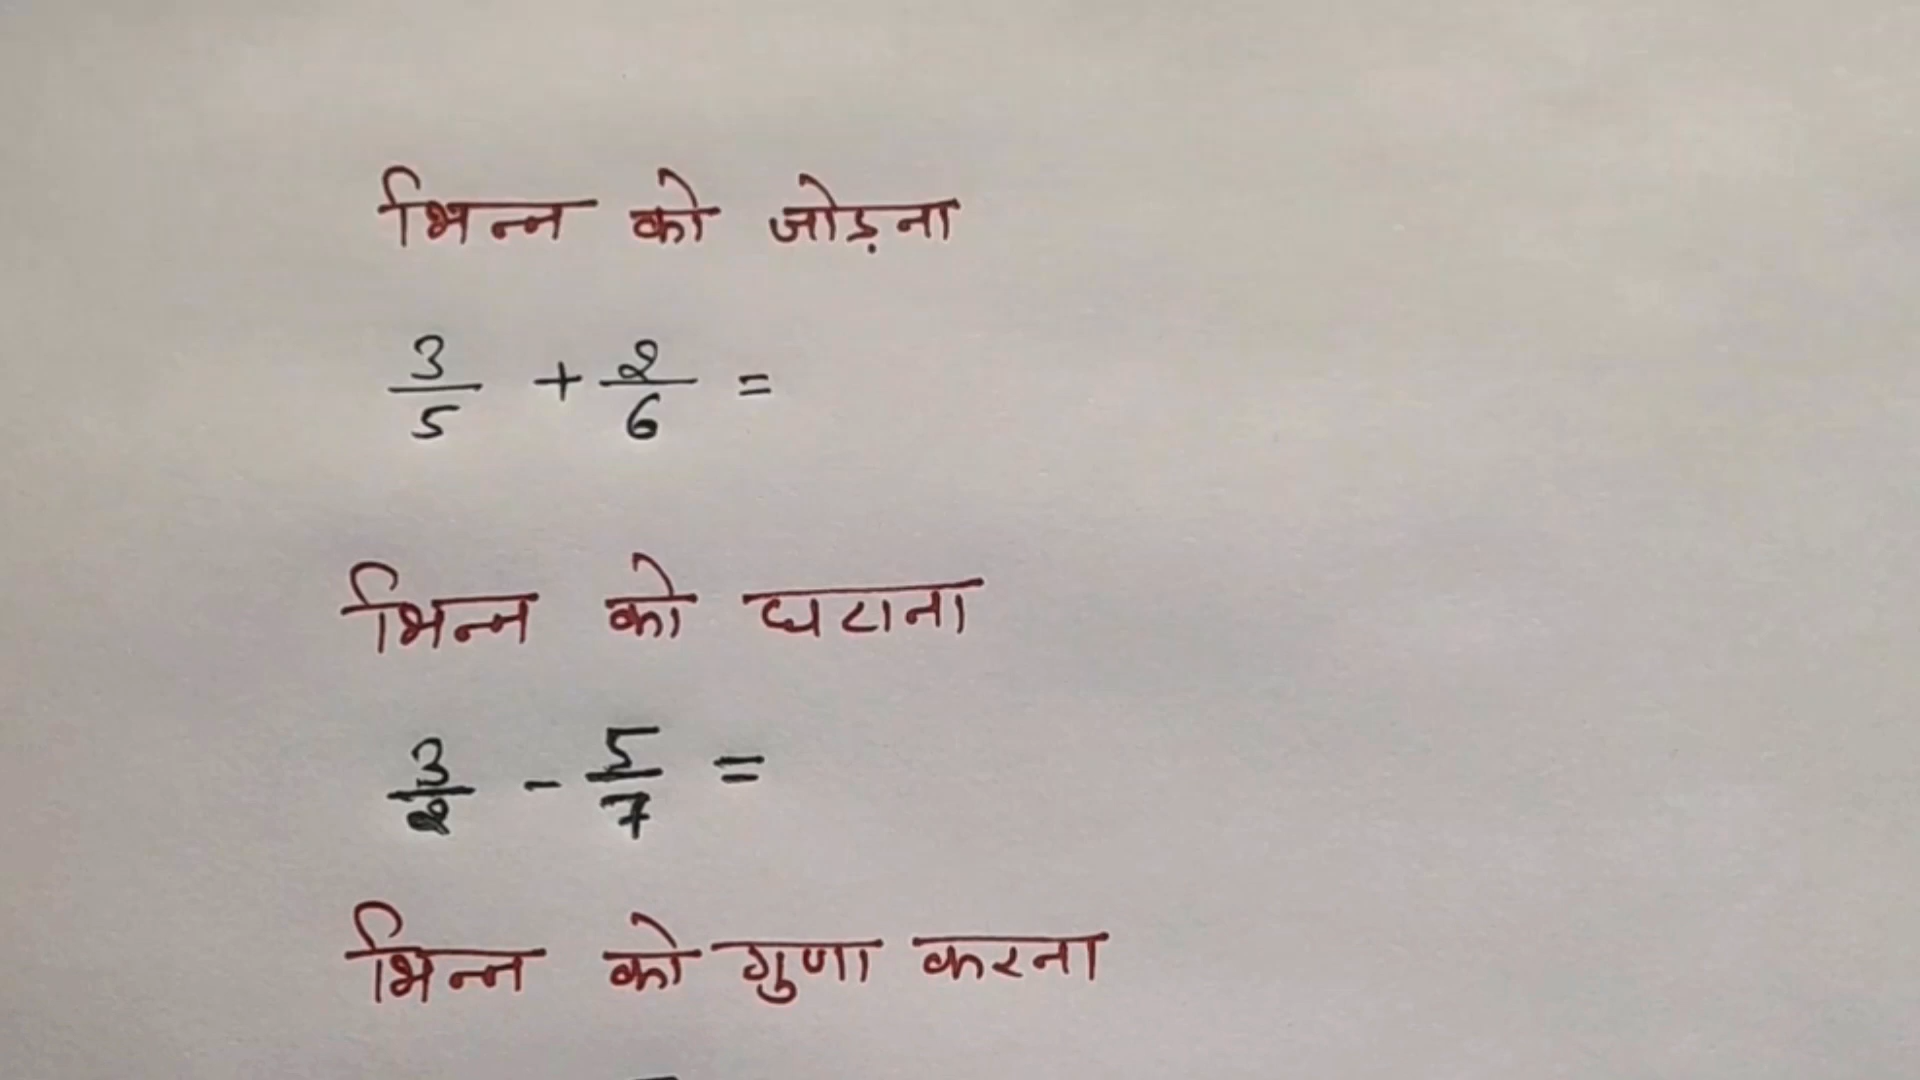 भिन्न को जोड़ना
3/5 + 2/6 =
भिन्न को घटाना
3/2 - 5/7 =
भिन्न को गुणा करना